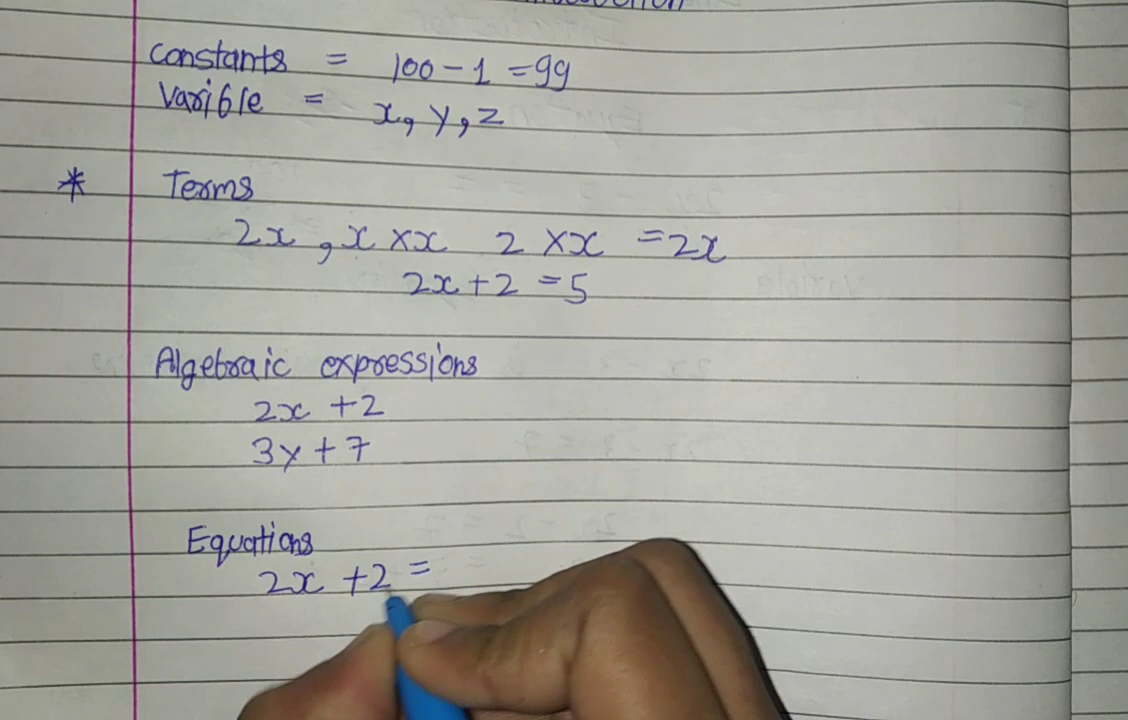 Constants = 100 - 1 = 99
Varible = x, y, z
* Terms
2x, x × x 2 × x = 2x
2x + 2 = 5
Algebraic expressions
2x + 2
3y + 7
Equations
2x + 2 =